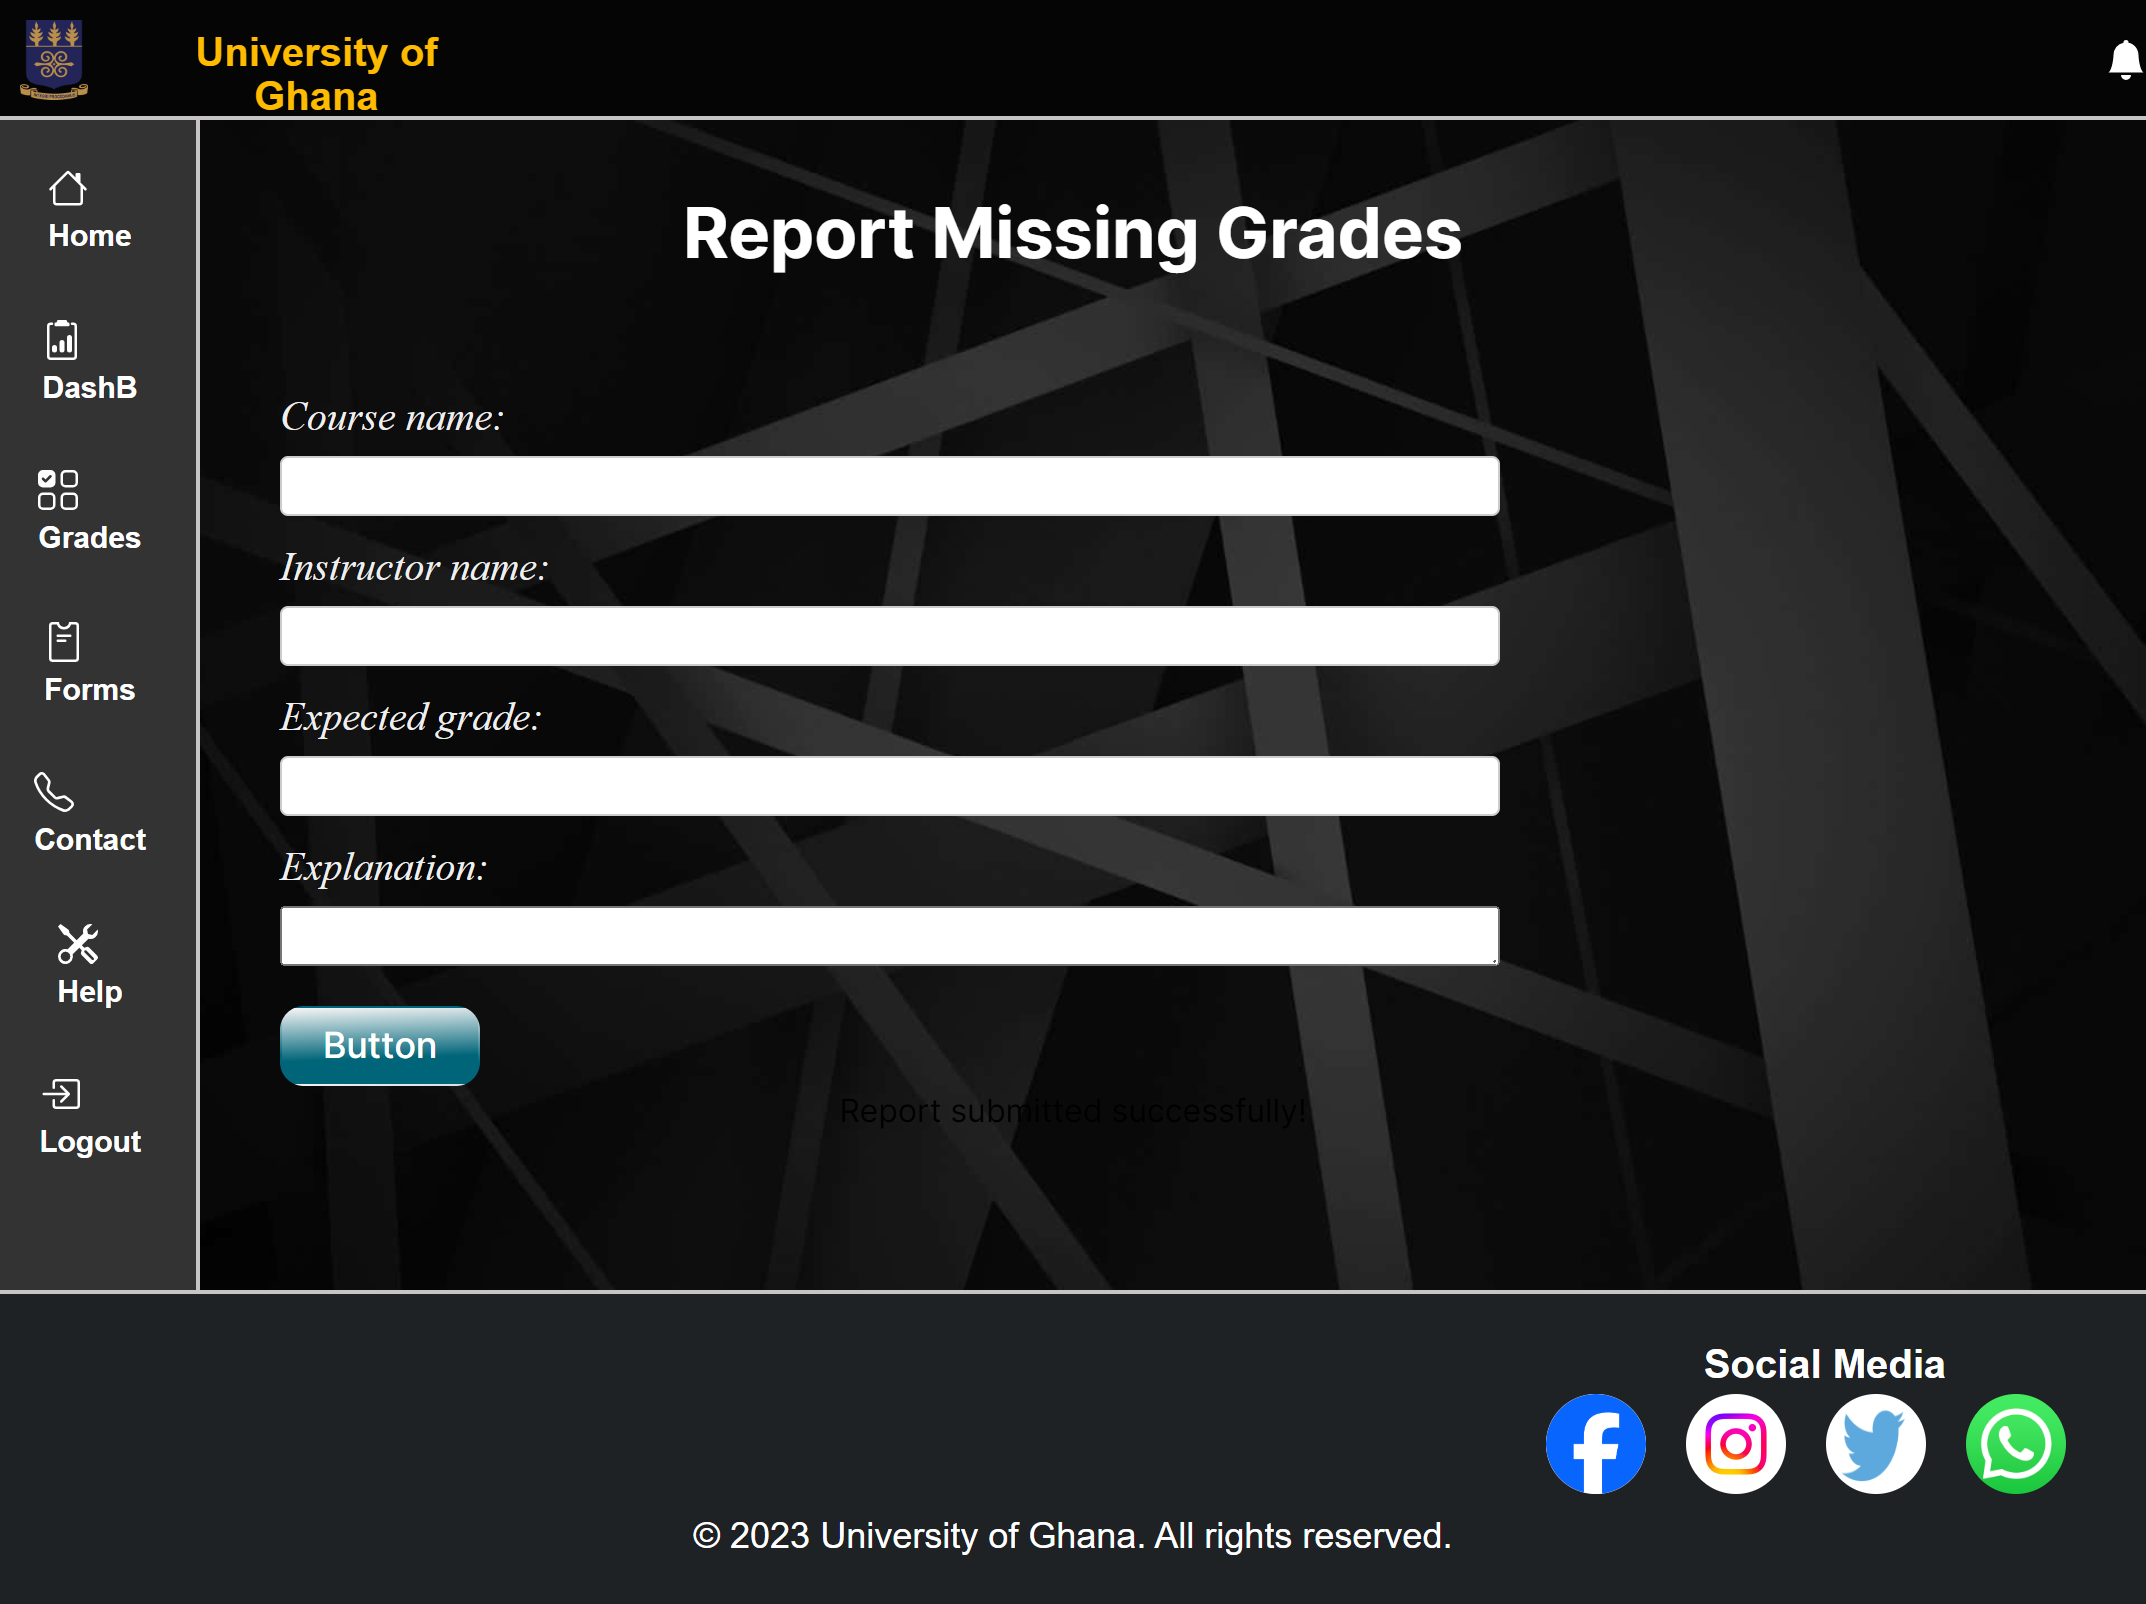 University of
Ghana
Home
DashB
Grades
Forms
Contact
Help
Logout
Report Missing Grades
Course name:
Instructor name:
Expected grade:
Explanation:
Button
Report submitted successfully!
Social Media
© 2023 University of Ghana. All rights reserved.